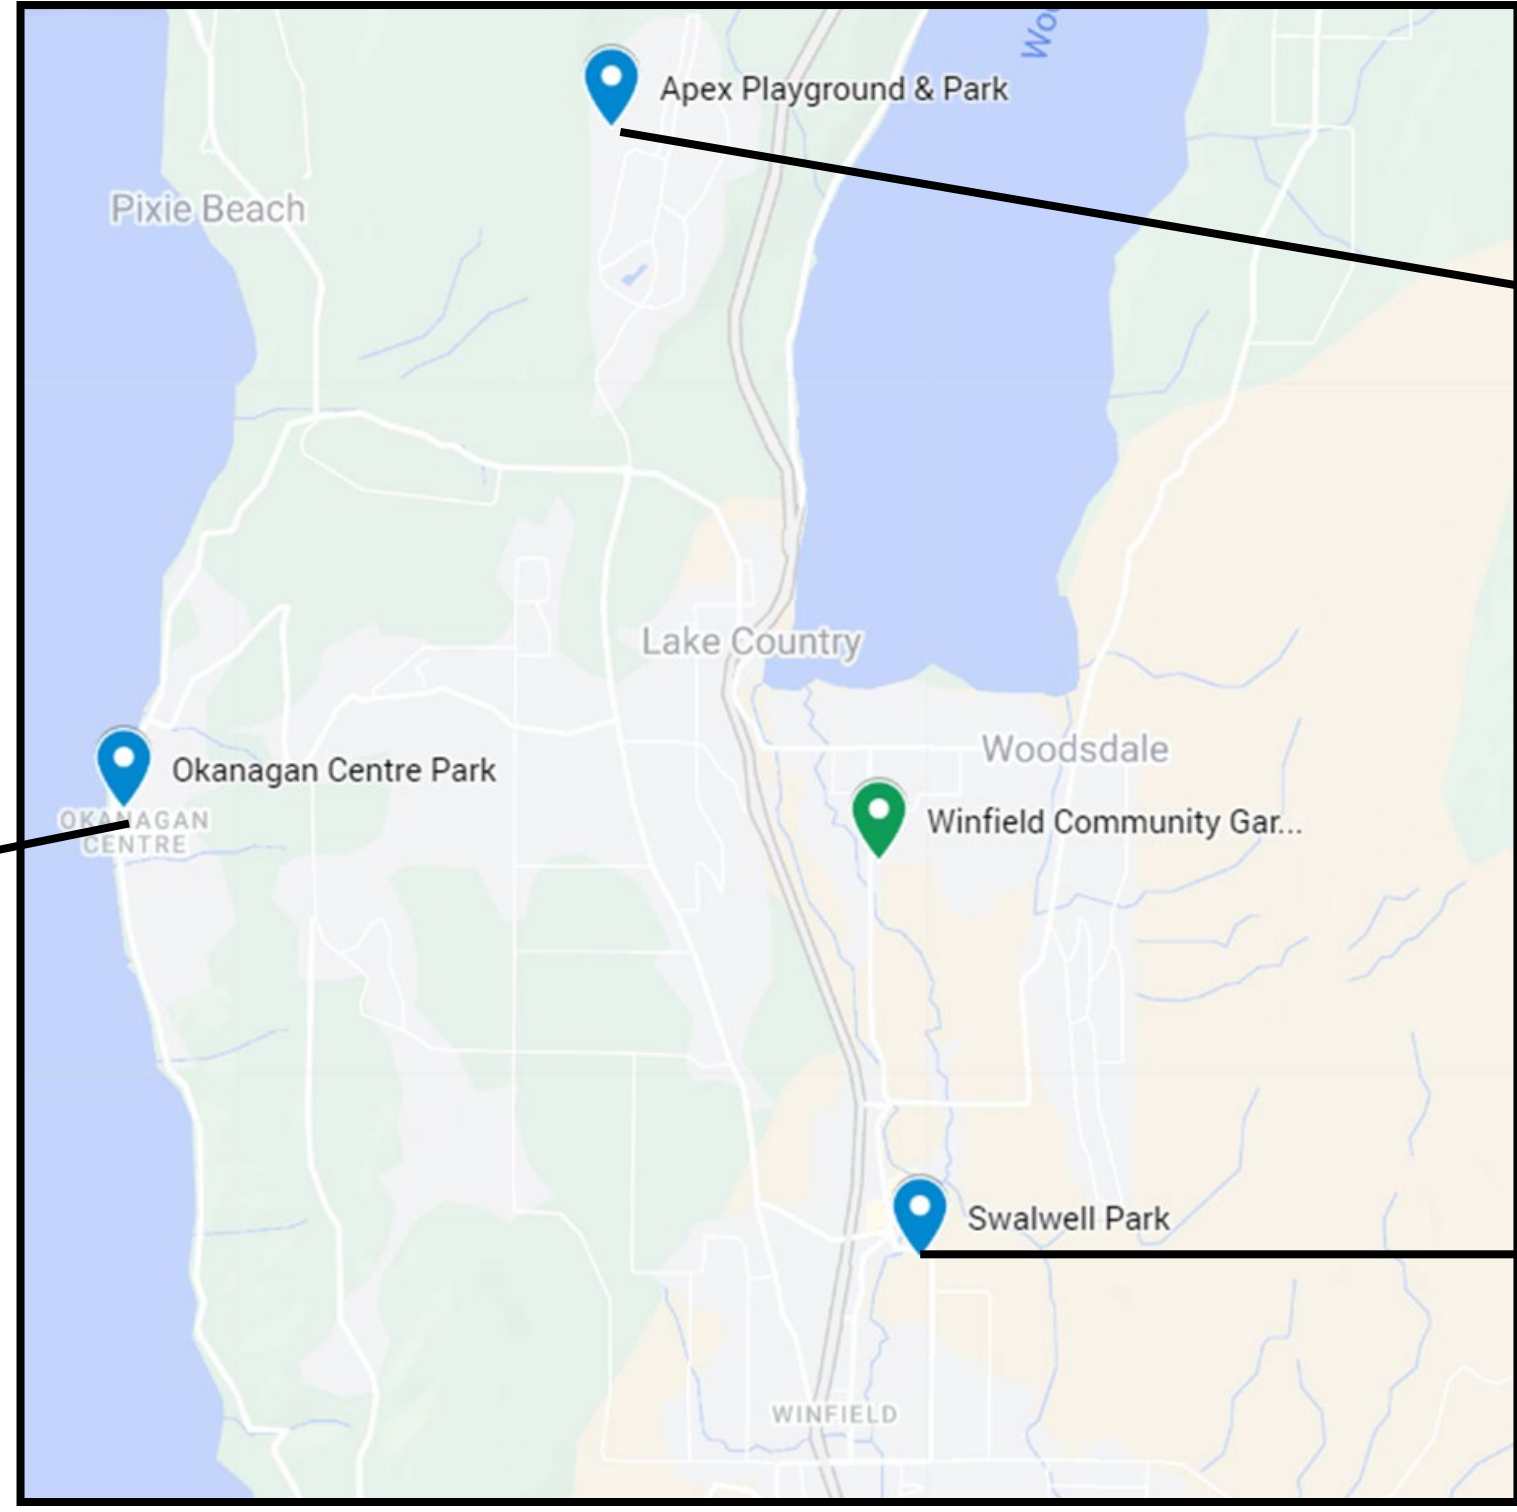 Woo
Apex Playground & Park
Pixie Beach
Lake Country
Woodsdale
Okanagan Centre Park
OKANAGAN
CENTRE
Winfield Community Gar...
Swalwell Park
WINFIELD